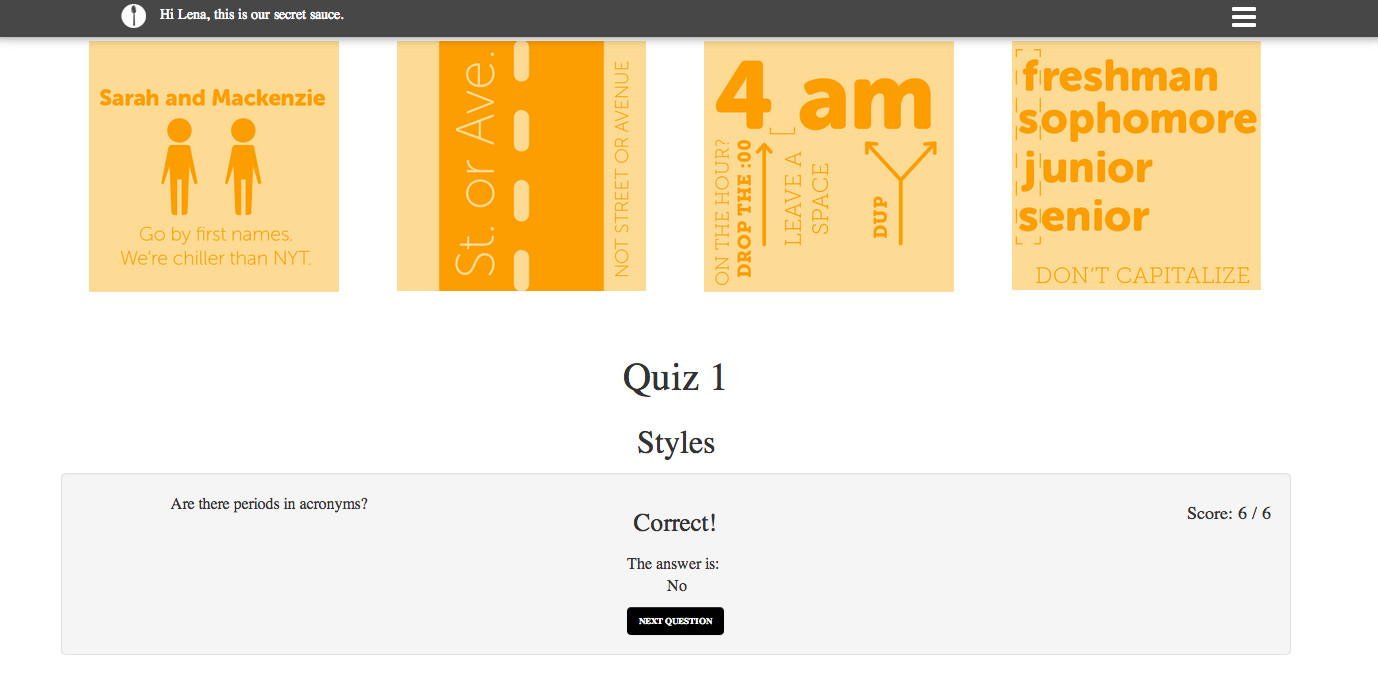 Hi Lena, this is our secret sauce.
Sarah and Mackenzie
Go by first names.
We're chiller than NYT.
St. or Ave.
NOT STREET OR AVENUE
4 am
ON THE HOUR?
DROP THE :00
LEAVE A
SPACE
DUP
freshman
sophomore
junior
senior
DON'T CAPITALIZE
Quiz 1
Styles
Are there periods in acronyms?
Correct!
Score: 6 / 6
The answer is:
No
NEXT QUESTION